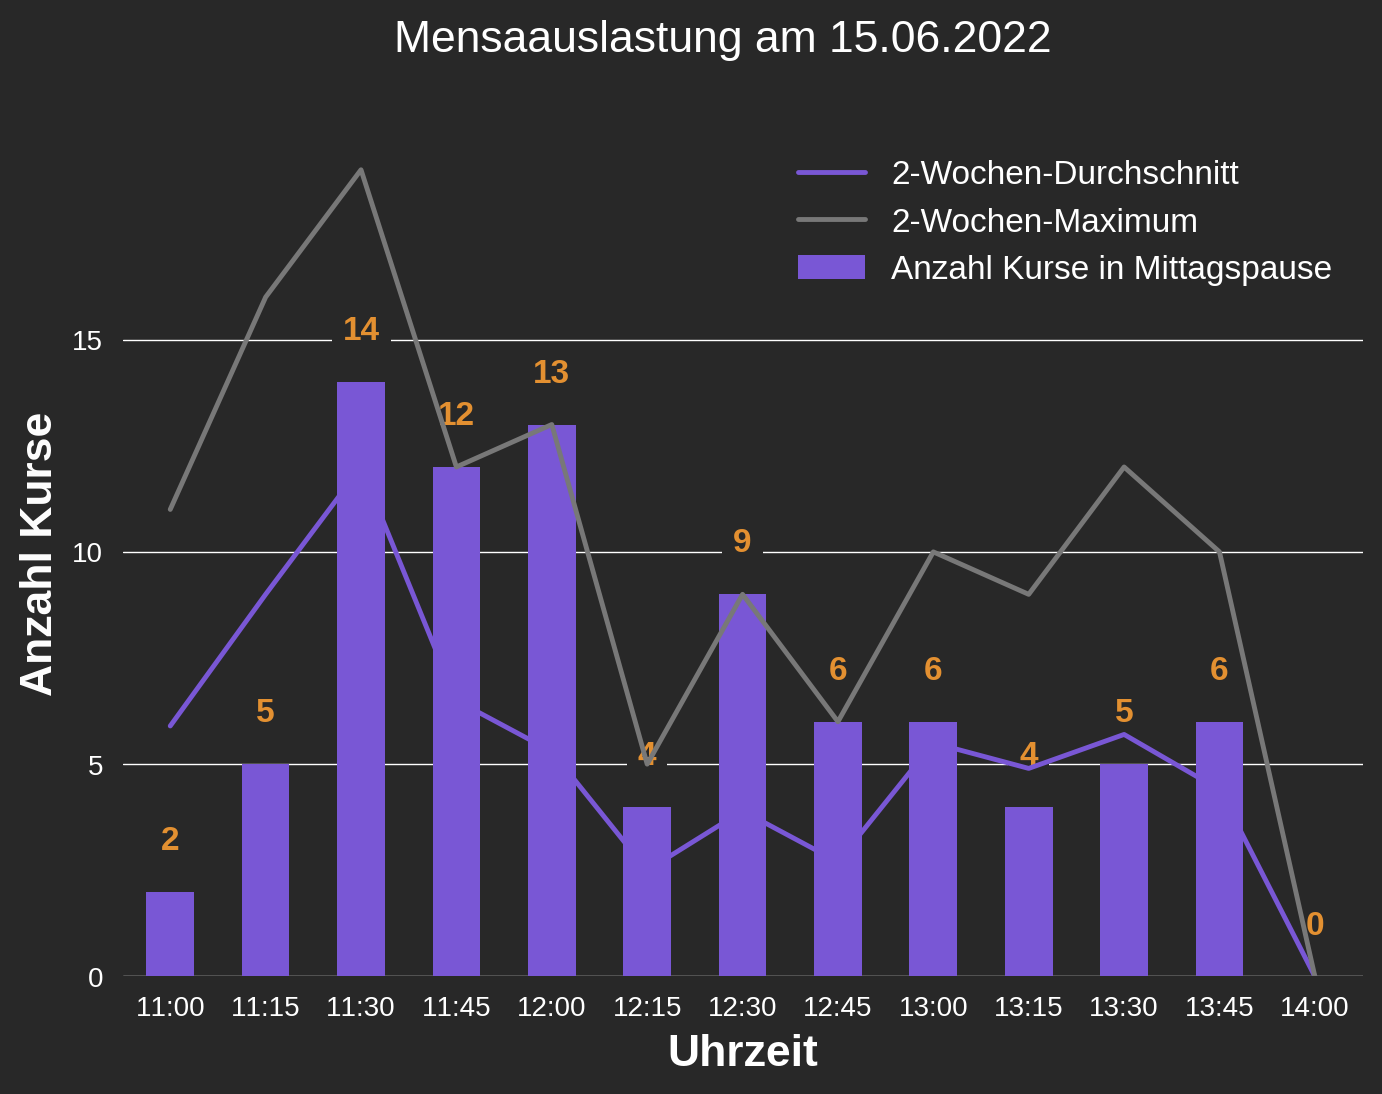 Mensaauslastung am 15.06.2022
2-Wochen-Durchschnitt
2-Wochen-Maximum
Anzahl Kurse in Mittagspause
Anzahl Kurse
15
10
5
0
2
5
14
12
13
4
9
6
6
4
5
6
0
11:00 11:15 11:30 11:45 12:00 12:15 12:30 12:45 13:00 13:15 13:30 13:45 14:00
Uhrzeit